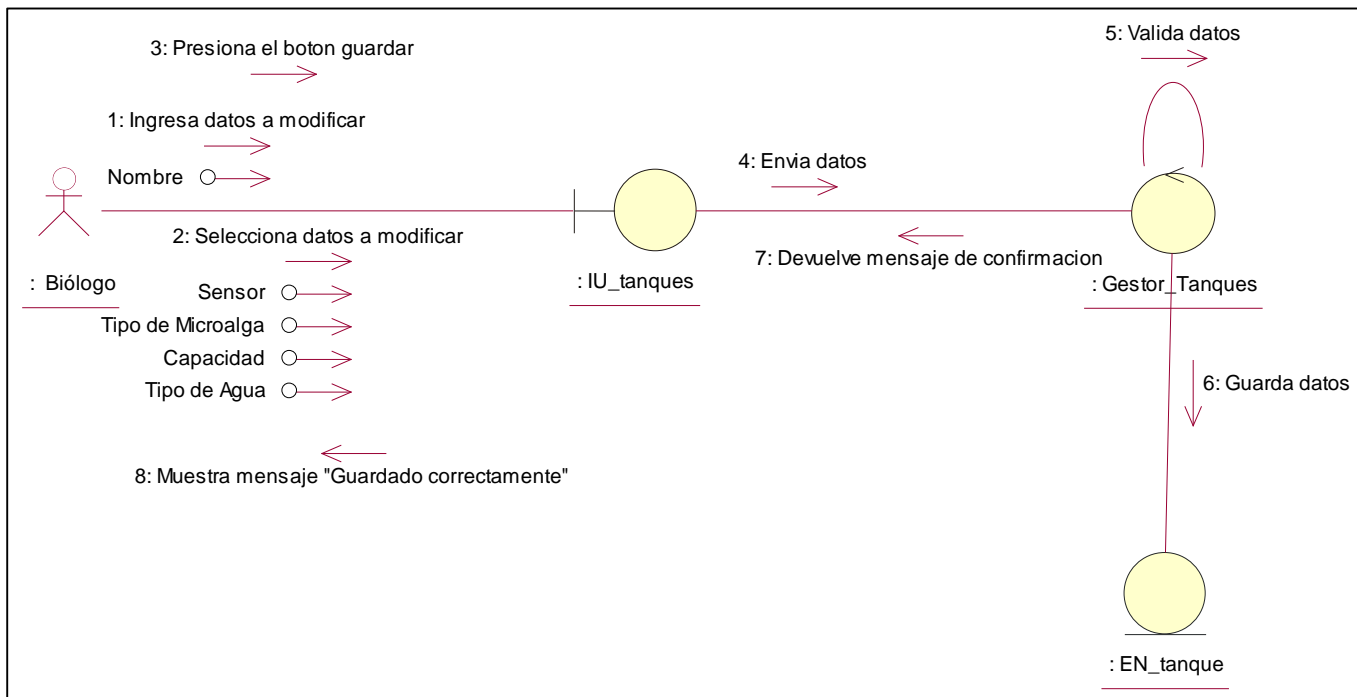 3: Presiona el boton guardar
5: Valida datos
1: Ingresa datos a modificar
Nombre
4: Envia datos
2: Selecciona datos a modificar
7: Devuelve mensaje de confirmacion
: Biólogo
: IU_tanques
: Gestor_Tanques
Sensor
Tipo de Microalga
Capacidad
Tipo de Agua
6: Guarda datos
8: Muestra mensaje "Guardado correctamente"
: EN_tanque